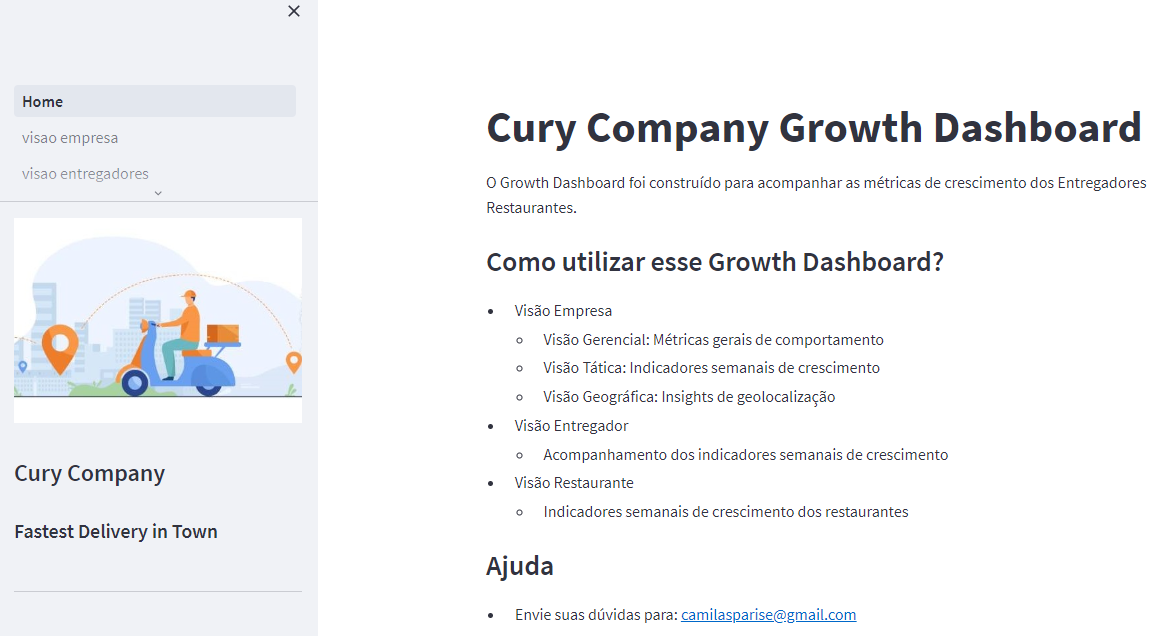 Home
visao empresa
visao entregadores
Cury Company
Fastest Delivery in Town
Cury Company Growth Dashboard
O Growth Dashboard foi construído para acompanhar as métricas de crescimento dos Entregadores
Restaurantes.
Como utilizar esse Growth Dashboard?
Visão Empresa
Visão Gerencial: Métricas gerais de comportamento
Visão Tática: Indicadores semanais de crescimento
Visão Geográfica: Insights de geolocalização
Visão Entregador
Acompanhamento dos indicadores semanais de crescimento
Visão Restaurante
Indicadores semanais de crescimento dos restaurantes
Ajuda
Envie suas dúvidas para: camilasparise@gmail.com